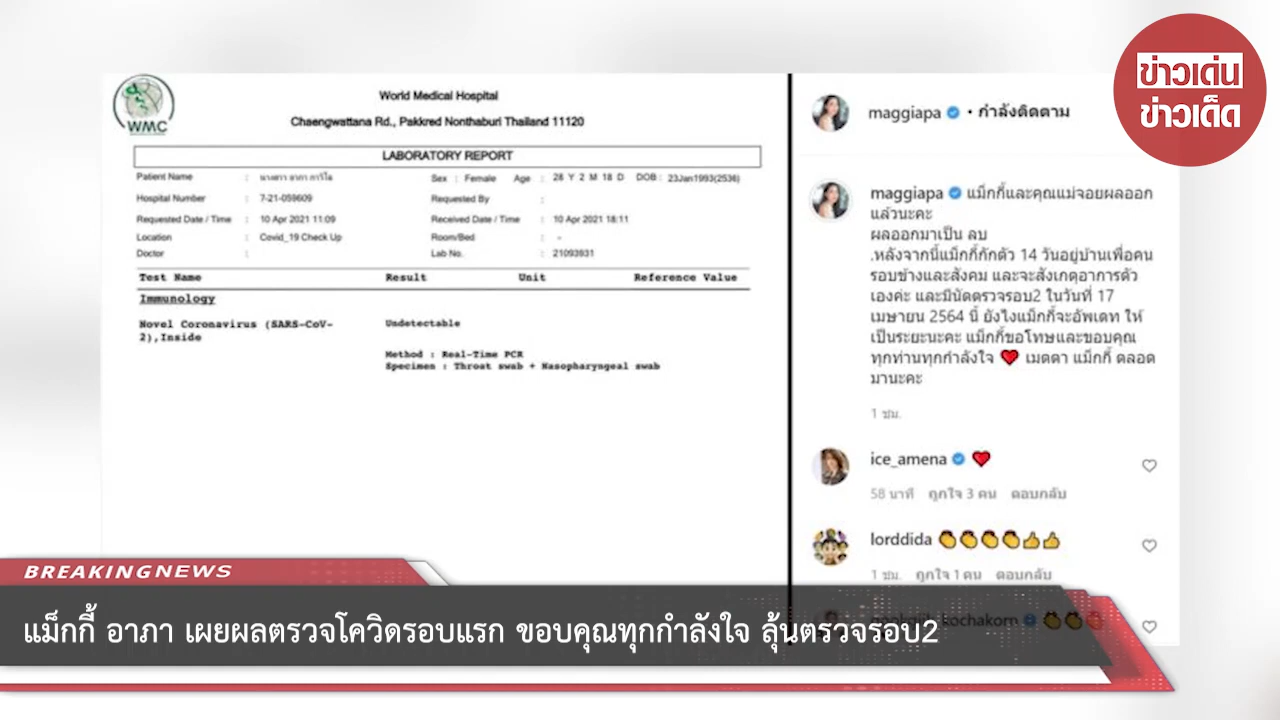 ข่าวเด่น
ข่าวเด็ด
WMC
World Medical Hospital
Chaengwattana Rd., Pakkred Nonthaburi Thailand 11120
LABORATORY REPORT
Patient Name : นางสาว อาภา ภาวิไล Sex : Female Age : 28 Y 2 M 18 D DOB : 23Jan1993(2536)
Hospital Number : 7-21-059609 Requested By :
Requested Date / Time : 10 Apr 2021 11:09 Received Date / Time : 10 Apr 2021 18:11
Location : Covid_19 Check Up Room/Bed : -
Doctor : Lab No. : 21093931
Test Name Result Unit Reference Value
Immunology
Novel Coronavirus (SARS-CoV- Undetectable
2),Inside
Method : Real-Time PCR
Specimen : Throat swab + Nasopharyngeal swab
maggiapa • กำลังติดตาม
maggiapa แม็กกี้และคุณแม่จอยผลออก
แล้วนะคะ
ผลออกมาเป็น ลบ
.หลังจากนี้แม็กกี้กักตัว 14 วันอยู่บ้านเพื่อคน
รอบข้างและสังคม และจะสังเกตุอาการตัว
เองค่ะ และมีนัดตรวจรอบ2 ในวันที่ 17
เมษายน 2564 นี้ ยังไงแม็กกี้จะอัพเดท ให้
เป็นระยะนะคะ แม็กกี้ขอโทษและขอบคุณ
ทุกท่านทุกกำลังใจ ❤️ เมตตา แม็กกี้ ตลอด
มานะคะ
1 ชม.
ice_amena ❤️
58 นาที ถูกใจ 3 คน ตอบกลับ
lorddida 👏👏👏👏👍👍
1 ชม. ถูกใจ 1 คน ตอบกลับ
kochakorn 👏👏
BREAKINGNEWS
แม็กกี้ อาภา เผยผลตรวจโควิดรอบแรก ขอบคุณทุกกำลังใจ ลุ้นตรวจรอบ2